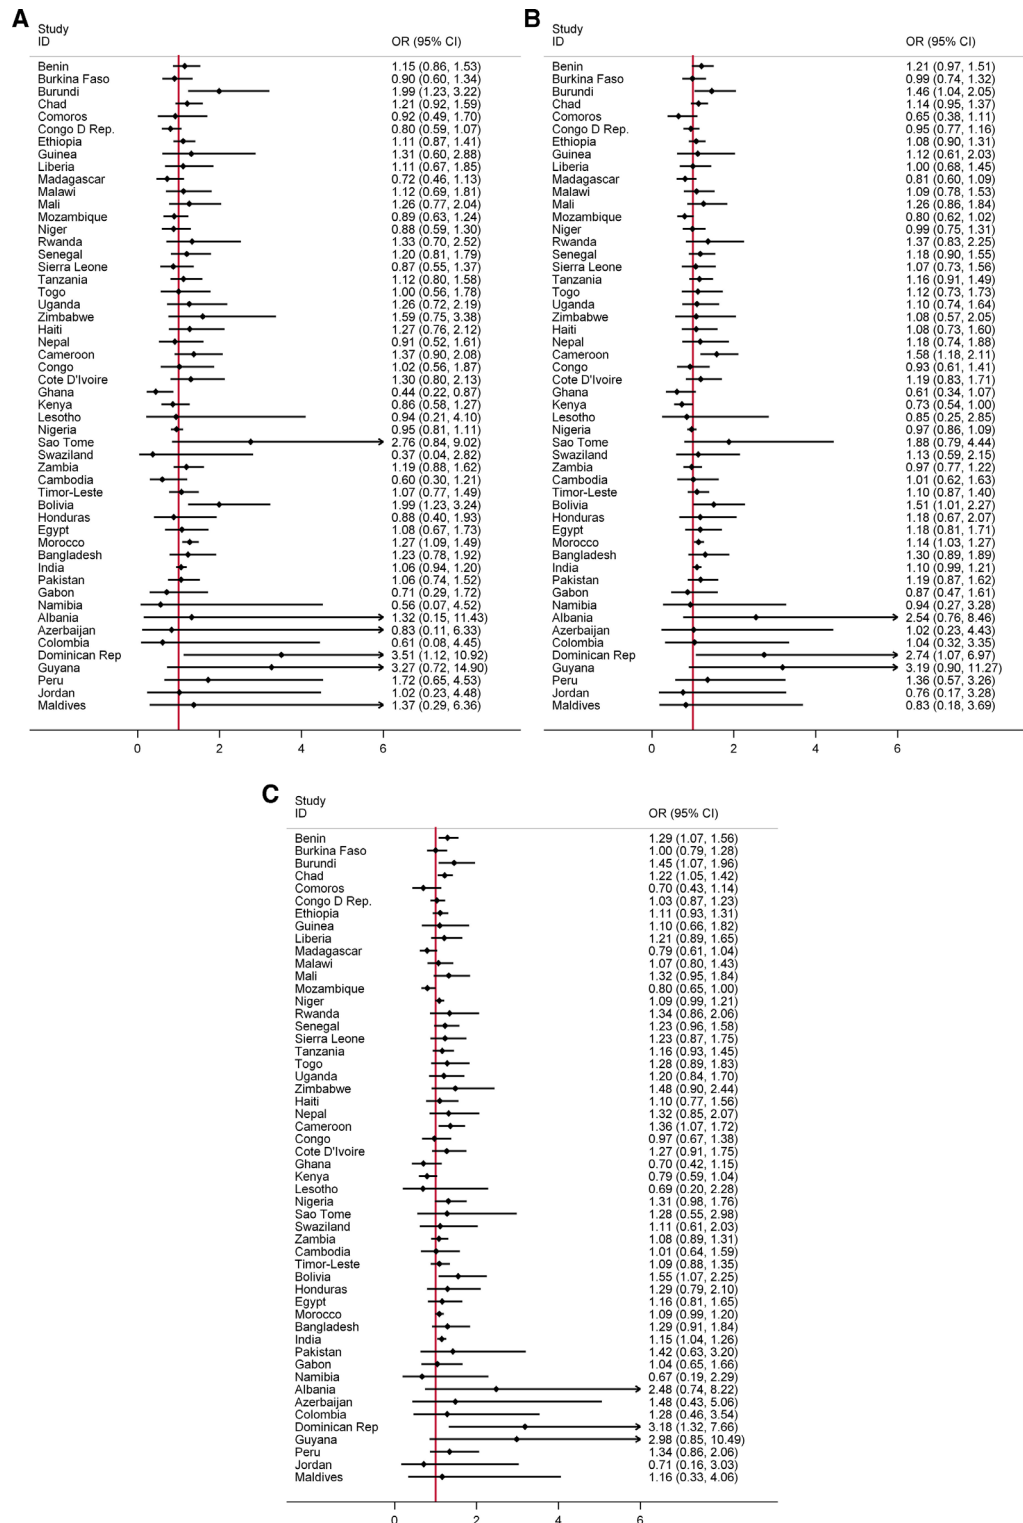 A
Study
ID OR (95% CI)
Benin 1.15 (0.86, 1.53)
Burkina Faso 0.90 (0.60, 1.34)
Burundi 1.99 (1.23, 3.22)
Chad 1.21 (0.92, 1.59)
Comoros 0.92 (0.49, 1.70)
Congo D Rep. 0.80 (0.59, 1.07)
Ethiopia 1.11 (0.87, 1.41)
Guinea 1.31 (0.60, 2.88)
Liberia 1.11 (0.67, 1.85)
Madagascar 0.72 (0.46, 1.13)
Malawi 1.12 (0.69, 1.81)
Mali 1.26 (0.77, 2.04)
Mozambique 0.89 (0.63, 1.24)
Niger 0.88 (0.59, 1.30)
Rwanda 1.33 (0.70, 2.52)
Senegal 1.20 (0.81, 1.79)
Sierra Leone 0.87 (0.55, 1.37)
Tanzania 1.12 (0.80, 1.58)
Togo 1.00 (0.56, 1.78)
Uganda 1.26 (0.72, 2.19)
Zimbabwe 1.59 (0.75, 3.38)
Haiti 1.27 (0.76, 2.12)
Nepal 0.91 (0.52, 1.61)
Cameroon 1.37 (0.90, 2.08)
Congo 1.02 (0.56, 1.87)
Cote D'Ivoire 1.30 (0.80, 2.13)
Ghana 0.44 (0.22, 0.87)
Kenya 0.86 (0.58, 1.27)
Lesotho 0.94 (0.21, 4.10)
Nigeria 0.95 (0.81, 1.11)
Sao Tome 2.76 (0.84, 9.02)
Swaziland 0.37 (0.04, 2.82)
Zambia 1.19 (0.88, 1.62)
Cambodia 0.60 (0.30, 1.21)
Timor-Leste 1.07 (0.77, 1.49)
Bolivia 1.99 (1.23, 3.24)
Honduras 0.88 (0.40, 1.93)
Egypt 1.08 (0.67, 1.73)
Morocco 1.27 (1.09, 1.49)
Bangladesh 1.23 (0.78, 1.92)
India 1.06 (0.94, 1.20)
Pakistan 1.06 (0.74, 1.52)
Gabon 0.71 (0.29, 1.72)
Namibia 0.56 (0.07, 4.52)
Albania 1.32 (0.15, 11.43)
Azerbaijan 0.83 (0.11, 6.33)
Colombia 0.61 (0.08, 4.45)
Dominican Rep 3.51 (1.12, 10.92)
Guyana 3.27 (0.72, 14.90)
Peru 1.72 (0.65, 4.53)
Jordan 1.02 (0.23, 4.48)
Maldives 1.37 (0.29, 6.36)
0 2 4 6
B
Study
ID OR (95% CI)
Benin 1.21 (0.97, 1.51)
Burkina Faso 0.99 (0.74, 1.32)
Burundi 1.46 (1.04, 2.05)
Chad 1.14 (0.95, 1.37)
Comoros 0.65 (0.38, 1.11)
Congo D Rep. 0.95 (0.77, 1.16)
Ethiopia 1.08 (0.90, 1.31)
Guinea 1.12 (0.61, 2.03)
Liberia 1.00 (0.68, 1.45)
Madagascar 0.81 (0.60, 1.09)
Malawi 1.09 (0.78, 1.53)
Mali 1.26 (0.86, 1.84)
Mozambique 0.80 (0.62, 1.02)
Niger 0.99 (0.75, 1.31)
Rwanda 1.37 (0.83, 2.25)
Senegal 1.18 (0.90, 1.55)
Sierra Leone 1.07 (0.73, 1.56)
Tanzania 1.16 (0.91, 1.49)
Togo 1.12 (0.73, 1.73)
Uganda 1.10 (0.74, 1.64)
Zimbabwe 1.08 (0.57, 2.05)
Haiti 1.08 (0.73, 1.60)
Nepal 1.18 (0.74, 1.88)
Cameroon 1.58 (1.18, 2.11)
Congo 0.93 (0.61, 1.41)
Cote D'Ivoire 1.19 (0.83, 1.71)
Ghana 0.61 (0.34, 1.07)
Kenya 0.73 (0.54, 1.00)
Lesotho 0.85 (0.25, 2.85)
Nigeria 0.97 (0.86, 1.09)
Sao Tome 1.88 (0.79, 4.44)
Swaziland 1.13 (0.59, 2.15)
Zambia 0.97 (0.77, 1.22)
Cambodia 1.01 (0.62, 1.63)
Timor-Leste 1.10 (0.87, 1.40)
Bolivia 1.51 (1.01, 2.27)
Honduras 1.18 (0.67, 2.07)
Egypt 1.18 (0.81, 1.71)
Morocco 1.14 (1.03, 1.27)
Bangladesh 1.30 (0.89, 1.89)
India 1.10 (0.99, 1.21)
Pakistan 1.19 (0.87, 1.62)
Gabon 0.87 (0.47, 1.61)
Namibia 0.94 (0.27, 3.28)
Albania 2.54 (0.76, 8.46)
Azerbaijan 1.02 (0.23, 4.43)
Colombia 1.04 (0.32, 3.35)
Dominican Rep 2.74 (1.07, 6.97)
Guyana 3.19 (0.90, 11.27)
Peru 1.36 (0.57, 3.26)
Jordan 0.76 (0.17, 3.28)
Maldives 0.83 (0.18, 3.69)
0 2 4 6
C
Study
ID OR (95% CI)
Benin 1.29 (1.07, 1.56)
Burkina Faso 1.00 (0.79, 1.28)
Burundi 1.45 (1.07, 1.96)
Chad 1.22 (1.05, 1.42)
Comoros 0.70 (0.43, 1.14)
Congo D Rep. 1.03 (0.87, 1.23)
Ethiopia 1.11 (0.93, 1.31)
Guinea 1.10 (0.66, 1.82)
Liberia 1.21 (0.89, 1.65)
Madagascar 0.79 (0.61, 1.04)
Malawi 1.07 (0.80, 1.43)
Mali 1.32 (0.95, 1.84)
Mozambique 0.80 (0.65, 1.00)
Niger 1.09 (0.99, 1.21)
Rwanda 1.34 (0.86, 2.06)
Senegal 1.23 (0.96, 1.58)
Sierra Leone 1.23 (0.87, 1.75)
Tanzania 1.16 (0.93, 1.45)
Togo 1.28 (0.89, 1.83)
Uganda 1.20 (0.84, 1.70)
Zimbabwe 1.48 (0.90, 2.44)
Haiti 1.10 (0.77, 1.56)
Nepal 1.32 (0.85, 2.07)
Cameroon 1.36 (1.07, 1.72)
Congo 0.97 (0.67, 1.38)
Cote D'Ivoire 1.27 (0.91, 1.75)
Ghana 0.70 (0.42, 1.15)
Kenya 0.79 (0.59, 1.04)
Lesotho 0.69 (0.20, 2.28)
Nigeria 1.31 (0.98, 1.76)
Sao Tome 1.28 (0.55, 2.98)
Swaziland 1.11 (0.61, 2.03)
Zambia 1.08 (0.89, 1.31)
Cambodia 1.01 (0.64, 1.59)
Timor-Leste 1.09 (0.88, 1.35)
Bolivia 1.55 (1.07, 2.25)
Honduras 1.29 (0.79, 2.10)
Egypt 1.16 (0.81, 1.65)
Morocco 1.09 (0.99, 1.20)
Bangladesh 1.29 (0.91, 1.84)
India 1.15 (1.04, 1.26)
Pakistan 1.42 (0.63, 3.20)
Gabon 1.04 (0.65, 1.66)
Namibia 0.67 (0.19, 2.29)
Albania 2.48 (0.74, 8.22)
Azerbaijan 1.48 (0.43, 5.06)
Colombia 1.28 (0.46, 3.54)
Dominican Rep 3.18 (1.32, 7.66)
Guyana 2.98 (0.85, 10.49)
Peru 1.34 (0.86, 2.06)
Jordan 0.71 (0.16, 3.03)
Maldives 1.16 (0.33, 4.06)
0 2 4 6